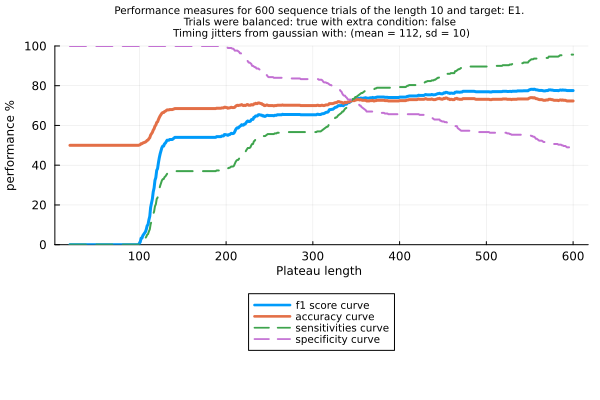 Performance measures for 600 sequence trials of the length 10 and target: E1.
Trials were balanced: true with extra condition: false
Timing jitters from gaussian with: (mean = 112, sd = 10)
100
80
60
40
20
0
performance %
100
200
300
400
500
600
Plateau length
f1 score curve
accuracy curve
sensitivities curve
specificity curve